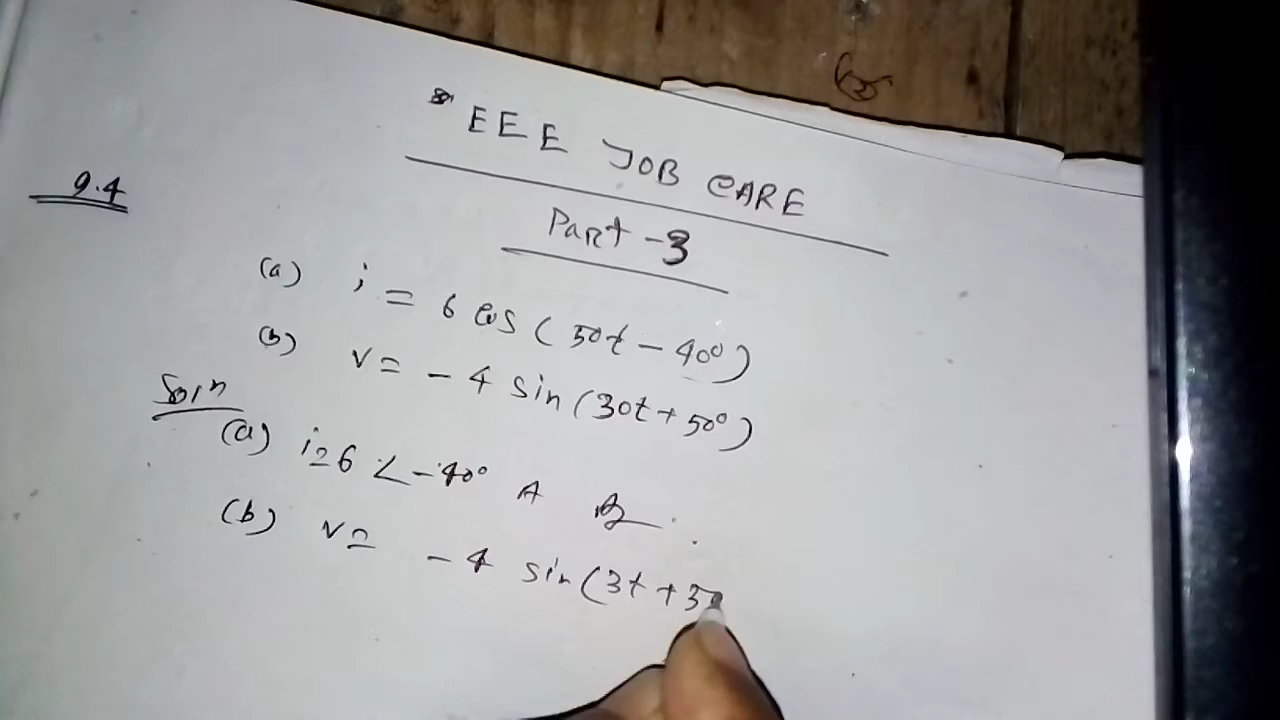 EEE JOB CARE
Part-3
9.4
(a) i = 6 cos (50t - 40°)
(b) v = - 4 sin (30t + 50°)
Soln
(a) i = 6 ∠-40° A
(b) v = - 4 sin (3t + 3